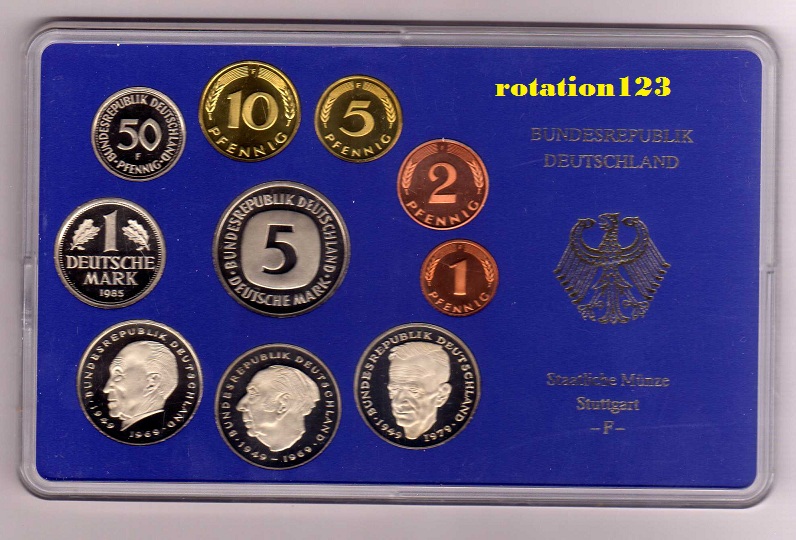 rotation123
BUNDESREPUBLIK
DEUTSCHLAND
BUNDESREPUBLIK DEUTSCHLAND
50
F
PFENNIG
F
10
PFENNIG
F
5
PFENNIG
F
2
PFENNIG
1
DEUTSCHE
MARK
1985
BUNDESREPUBLIK DEUTSCHLAND
5
DEUTSCHE MARK
F
1
PFENNIG
BUNDESREPUBLIK DEUTSCHLAND
1949 1969
BUNDESREPUBLIK DEUTSCHLAND
1949-1969
BUNDESREPUBLIK DEUTSCHLAND
1949 1979
Staatliche Münze
Stuttgart
-F-